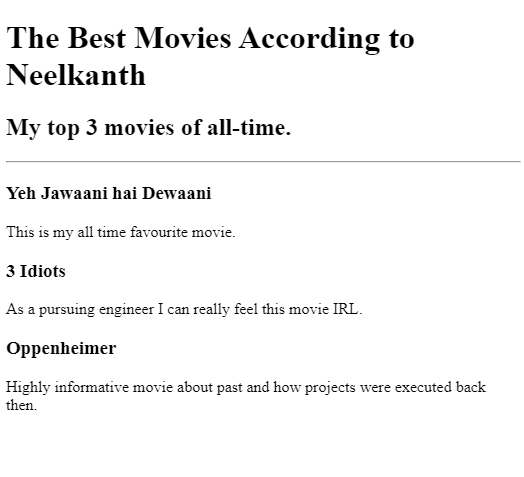 The Best Movies According to
Neelkanth
My top 3 movies of all-time.
Yeh Jawaani hai Dewaani
This is my all time favourite movie.
3 Idiots
As a pursuing engineer I can really feel this movie IRL.
Oppenheimer
Highly informative movie about past and how projects were executed back
then.